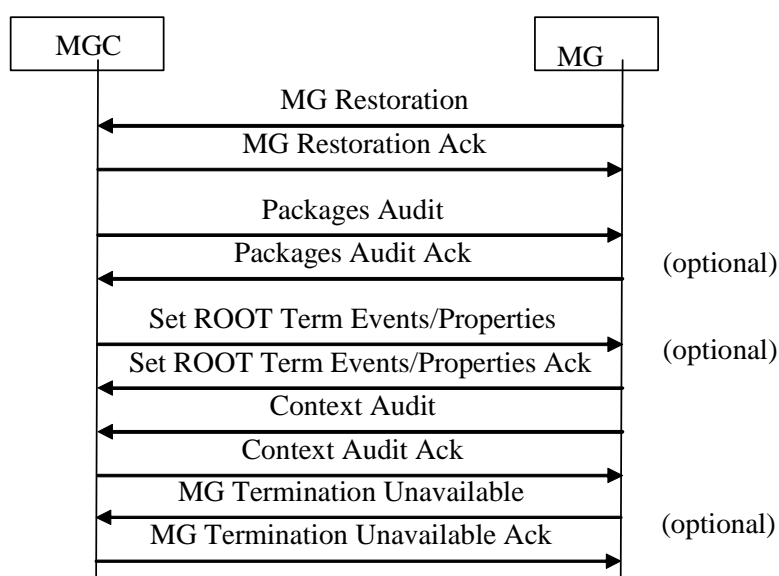 MGC
MG
MG Restoration
MG Restoration Ack
Packages Audit
Packages Audit Ack
(optional)
Set ROOT Term Events/Properties
(optional)
Set ROOT Term Events/Properties Ack
Context Audit
Context Audit Ack
MG Termination Unavailable
(optional)
MG Termination Unavailable Ack